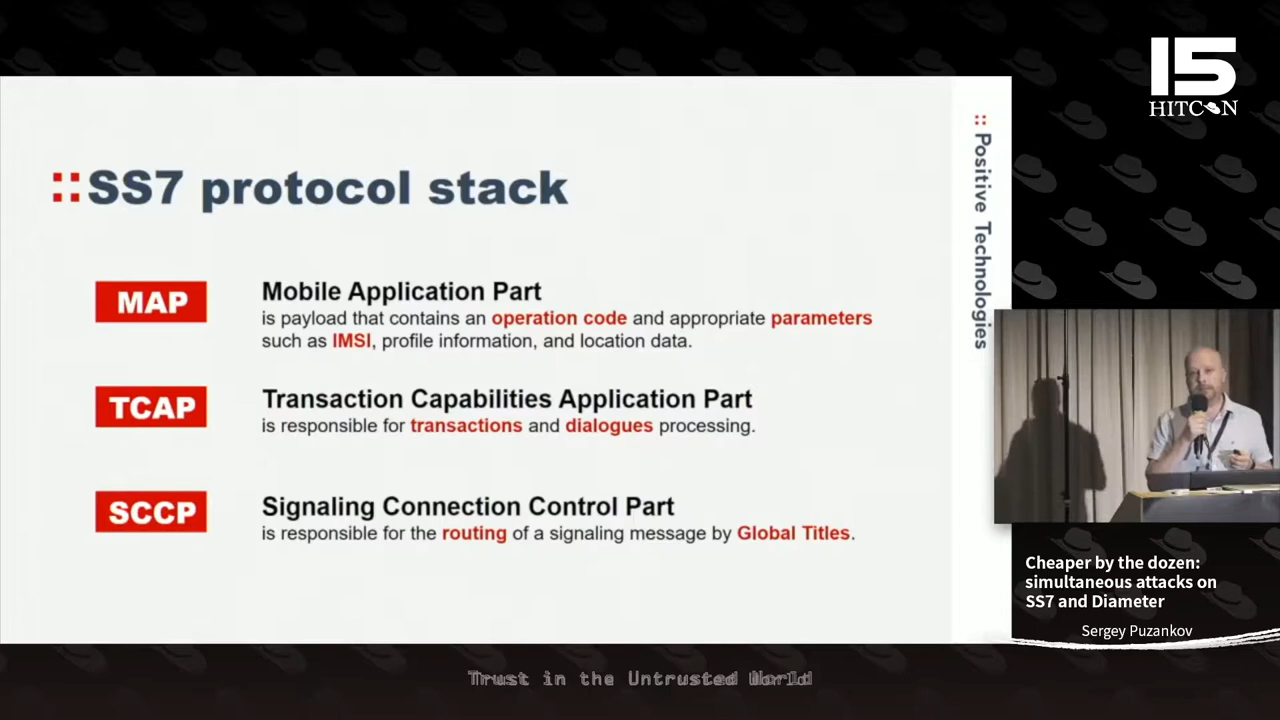 15
HITCON
:: Positive Technologies
::SS7 protocol stack
MAP
Mobile Application Part
is payload that contains an operation code and appropriate parameters
such as IMSI, profile information, and location data.
TCAP
Transaction Capabilities Application Part
is responsible for transactions and dialogues processing.
SCCP
Signaling Connection Control Part
is responsible for the routing of a signaling message by Global Titles.
Cheaper by the dozen:
simultaneous attacks on
SS7 and Diameter
Sergey Puzankov
Trust in the Untrusted World